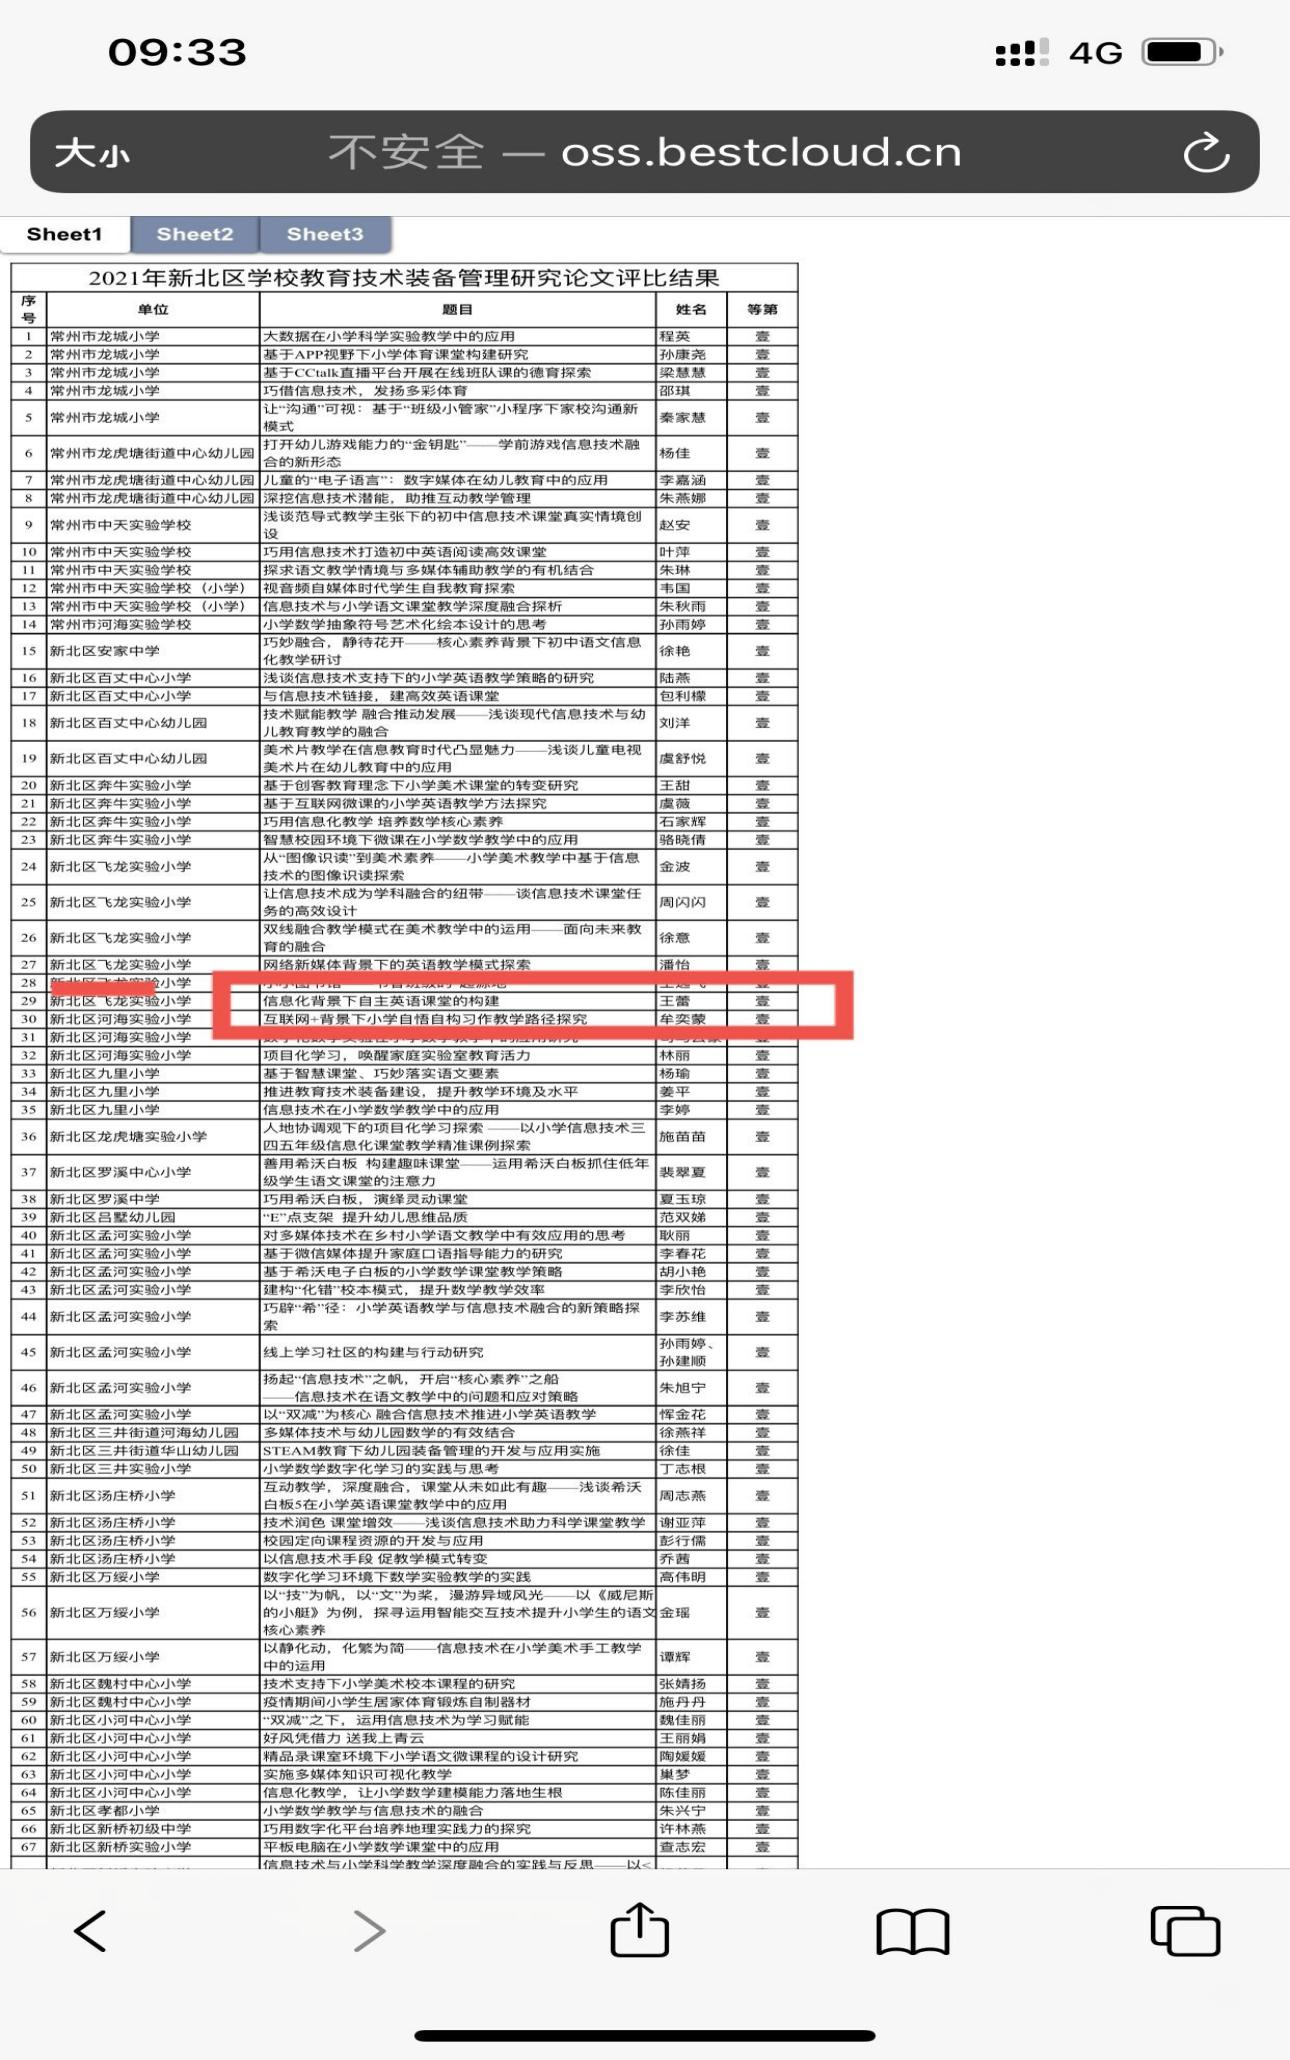 09:33
4G
大小
不安全 — oss.bestcloud.cn
Sheet1 Sheet2 Sheet3
2021年新北区学校教育技术装备管理研究论文评比结果
序号 单位 题目 姓名 等第
1 常州市龙城小学 大数据在小学科学实验教学中的应用 程英 壹
2 常州市龙城小学 基于APP视野下小学体育课堂构建研究 孙康尧 壹
3 常州市龙城小学 基于CCtalk直播平台开展在线班队课的德育探索 梁慧慧 壹
4 常州市龙城小学 巧借信息技术，发扬多彩体育 邵琪 壹
5 常州市龙城小学 让“沟通”可视：基于“班级小管家”小程序下家校沟通新
模式 秦家慧 壹
6 常州市龙虎塘街道中心幼儿园 打开幼儿游戏能力的“金钥匙”——学前游戏信息技术融
合的新形态 杨佳 壹
7 常州市龙虎塘街道中心幼儿园 儿童的“电子语言”：数字媒体在幼儿教育中的应用 李嘉涵 壹
8 常州市龙虎塘街道中心幼儿园 深挖信息技术潜能，助推互动教学管理 朱燕娜 壹
9 常州市中天实验学校 浅谈范导式教学主张下的初中信息技术课堂真实情境创
设 赵安 壹
10 常州市中天实验学校 巧用信息技术打造初中英语阅读高效课堂 叶萍 壹
11 常州市中天实验学校 探求语文教学情境与多媒体辅助教学的有机结合 朱琳 壹
12 常州市中天实验学校（小学） 视音频自媒体时代学生自我教育探索 韦国 壹
13 常州市中天实验学校（小学） 信息技术与小学语文课堂教学深度融合探析 朱秋雨 壹
14 常州市河海实验学校 小学数学抽象符号艺术化绘本设计的思考 孙雨婷 壹
15 新北区安家中学 巧妙融合，静待花开——核心素养背景下初中语文信息
化教学研讨 徐艳 壹
16 新北区百丈中心小学 浅谈信息技术支持下的小学英语教学策略的研究 陆燕 壹
17 新北区百丈中心小学 与信息技术链接，建高效英语课堂 包利檬 壹
18 新北区百丈中心幼儿园 技术赋能教学 融合推动发展——浅谈现代信息技术与幼
儿教育教学的融合 刘洋 壹
19 新北区百丈中心幼儿园 美术片教学在信息教育时代凸显魅力——浅谈儿童电视
美术片在幼儿教育中的应用 虞舒悦 壹
20 新北区奔牛实验小学 基于创客教育理念下小学美术课堂的转变研究 王甜 壹
21 新北区奔牛实验小学 基于互联网微课的小学英语教学方法探究 虞薇 壹
22 新北区奔牛实验小学 巧用信息化教学 培养数学核心素养 石家辉 壹
23 新北区奔牛实验小学 智慧校园环境下微课在小学数学教学中的应用 骆晓倩 壹
24 新北区飞龙实验小学 从“图像识读”到美术素养——小学美术教学中基于信息
技术的图像识读探索 金波 壹
25 新北区飞龙实验小学 让信息技术成为学科融合的纽带——谈信息技术课堂任
务的高效设计 周闪闪 壹
26 新北区飞龙实验小学 双线融合教学模式在美术教学中的运用——面向未来教
育的融合 徐意 壹
27 新北区飞龙实验小学 网络新媒体背景下的英语教学模式探索 潘怡 壹
28 新北区飞龙实验小学
29 新北区飞龙实验小学 信息化背景下自主英语课堂的构建 王蕾 壹
30 新北区河海实验小学 互联网+背景下小学自悟自构习作教学路径探究 牟奕蒙 壹
31 新北区河海实验小学 壹
32 新北区河海实验小学 项目化学习，唤醒家庭实验室教育活力 林丽 壹
33 新北区九里小学 基于智慧课堂、巧妙落实语文要素 杨瑜 壹
34 新北区九里小学 推进教育技术装备建设，提升教学环境及水平 姜平 壹
35 新北区九里小学 信息技术在小学数学教学中的应用 李婷 壹
36 新北区龙虎塘实验小学 人地协调观下的项目化学习探索 ——以小学信息技术三
四五年级信息化课堂教学精准课例探索 施苗苗 壹
37 新北区罗溪中心小学 善用希沃白板 构建趣味课堂——运用希沃白板抓住低年
级学生语文课堂的注意力 裴翠夏 壹
38 新北区罗溪中学 巧用希沃白板，演绎灵动课堂 夏玉琼 壹
39 新北区吕墅幼儿园 “E”点支架 提升幼儿思维品质 范双娣 壹
40 新北区孟河实验小学 对多媒体技术在乡村小学语文教学中有效应用的思考 耿丽 壹
41 新北区孟河实验小学 基于微信媒体提升家庭口语指导能力的研究 李春花 壹
42 新北区孟河实验小学 基于希沃电子白板的小学数学课堂教学策略 胡小艳 壹
43 新北区孟河实验小学 建构“化错”校本模式，提升数学教学效率 李欣怡 壹
44 新北区孟河实验小学 巧辟“希”径：小学英语教学与信息技术融合的新策略探
索 李苏维 壹
45 新北区孟河实验小学 线上学习社区的构建与行动研究 孙雨婷、
孙建顺 壹
46 新北区孟河实验小学 扬起“信息技术”之帆，开启“核心素养”之船
——信息技术在语文教学中的问题和应对策略 朱旭宁 壹
47 新北区孟河实验小学 以“双减”为核心 融合信息技术推进小学英语教学 恽金花 壹
48 新北区三井街道河海幼儿园 多媒体技术与幼儿园数学的有效结合 徐燕祥 壹
49 新北区三井街道华山幼儿园 STEAM教育下幼儿园装备管理的开发与应用实施 徐佳 壹
50 新北区三井实验小学 小学数学数字化学习的实践与思考 丁志根 壹
51 新北区汤庄桥小学 互动教学，深度融合，课堂从未如此有趣——浅谈希沃
白板5在小学英语课堂教学中的应用 周志燕 壹
52 新北区汤庄桥小学 技术润色 课堂增效——浅谈信息技术助力科学课堂教学 谢亚萍 壹
53 新北区汤庄桥小学 校园定向课程资源的开发与应用 彭行儒 壹
54 新北区汤庄桥小学 以信息技术手段 促教学模式转变 乔茜 壹
55 新北区万绥小学 数字化学习环境下数学实验教学的实践 高伟明 壹
56 新北区万绥小学 以“技”为帆，以“文”为桨，漫游异域风光——以《威尼斯
的小艇》为例，探寻运用智能交互技术提升小学生的语文
核心素养 金瑶 壹
57 新北区万绥小学 以静化动，化繁为简——信息技术在小学美术手工教学
中的运用 谭辉 壹
58 新北区魏村中心小学 技术支持下小学美术校本课程的研究 张婧扬 壹
59 新北区魏村中心小学 疫情期间小学生居家体育锻炼自制器材 施丹丹 壹
60 新北区小河中心小学 “双减”之下，运用信息技术为学习赋能 魏佳丽 壹
61 新北区小河中心小学 好风凭借力 送我上青云 王丽娟 壹
62 新北区小河中心小学 精品录课室环境下小学语文微课程的设计研究 陶媛媛 壹
63 新北区小河中心小学 实施多媒体知识可视化教学 巢梦 壹
64 新北区小河中心小学 信息化教学，让小学数学建模能力落地生根 陈佳丽 壹
65 新北区孝都小学 小学数学教学与信息技术的融合 朱兴宁 壹
66 新北区新桥初级中学 巧用数字化平台培养地理实践力的探究 许林燕 壹
67 新北区新桥实验小学 平板电脑在小学数学课堂中的应用 查志宏 壹
信息技术与小学科学教学深度融合的实践与反思——以<